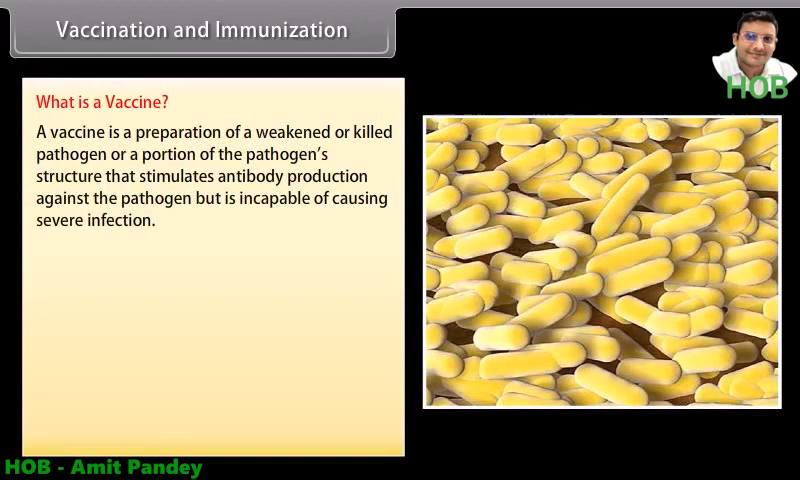 Vaccination and Immunization
HOB
What is a Vaccine?
A vaccine is a preparation of a weakened or killed
pathogen or a portion of the pathogen’s
structure that stimulates antibody production
against the pathogen but is incapable of causing
severe infection.
HOB - Amit Pandey